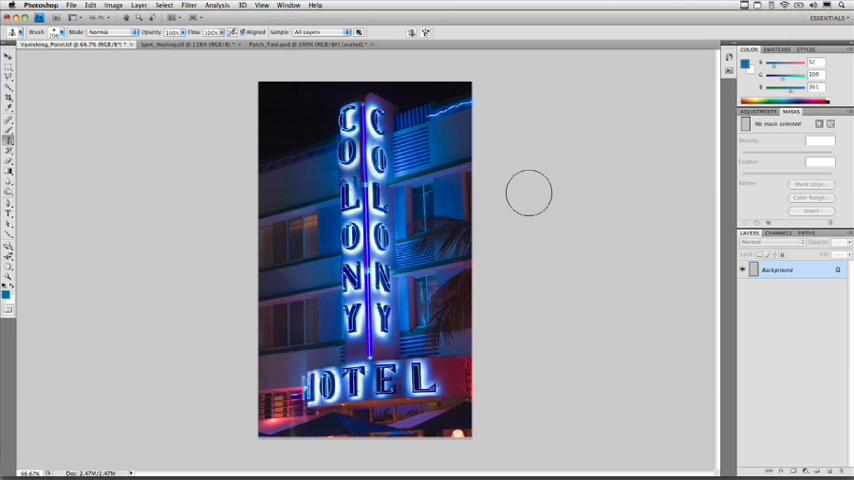 Photoshop File Edit Image Layer Select Filter Analysis 3D View Window Help
66.7%
ESSENTIALS
Brush: Mode: Normal Opacity: 100% Flow: 100% Aligned Sample: All Layers
Vanishing_Point.tif @ 66.7% (RGB/8*) * Spot_Healing.tif @ 118% (RGB/8) * Patch_Tool.psd @ 100% (RGB/8#) (scaled) *
COLOR SWATCHES STYLES
R
G
B
ADJUSTMENTS MASKS
No mask selected
Density:
Feather:
Refine: Mask Edge...
Color Range...
Invert
LAYERS CHANNELS PATHS
Normal Opacity:
Lock: Fill:
Background
COLONY
COLONY
HOTEL
66.67% Doc: 2.47M/2.47M